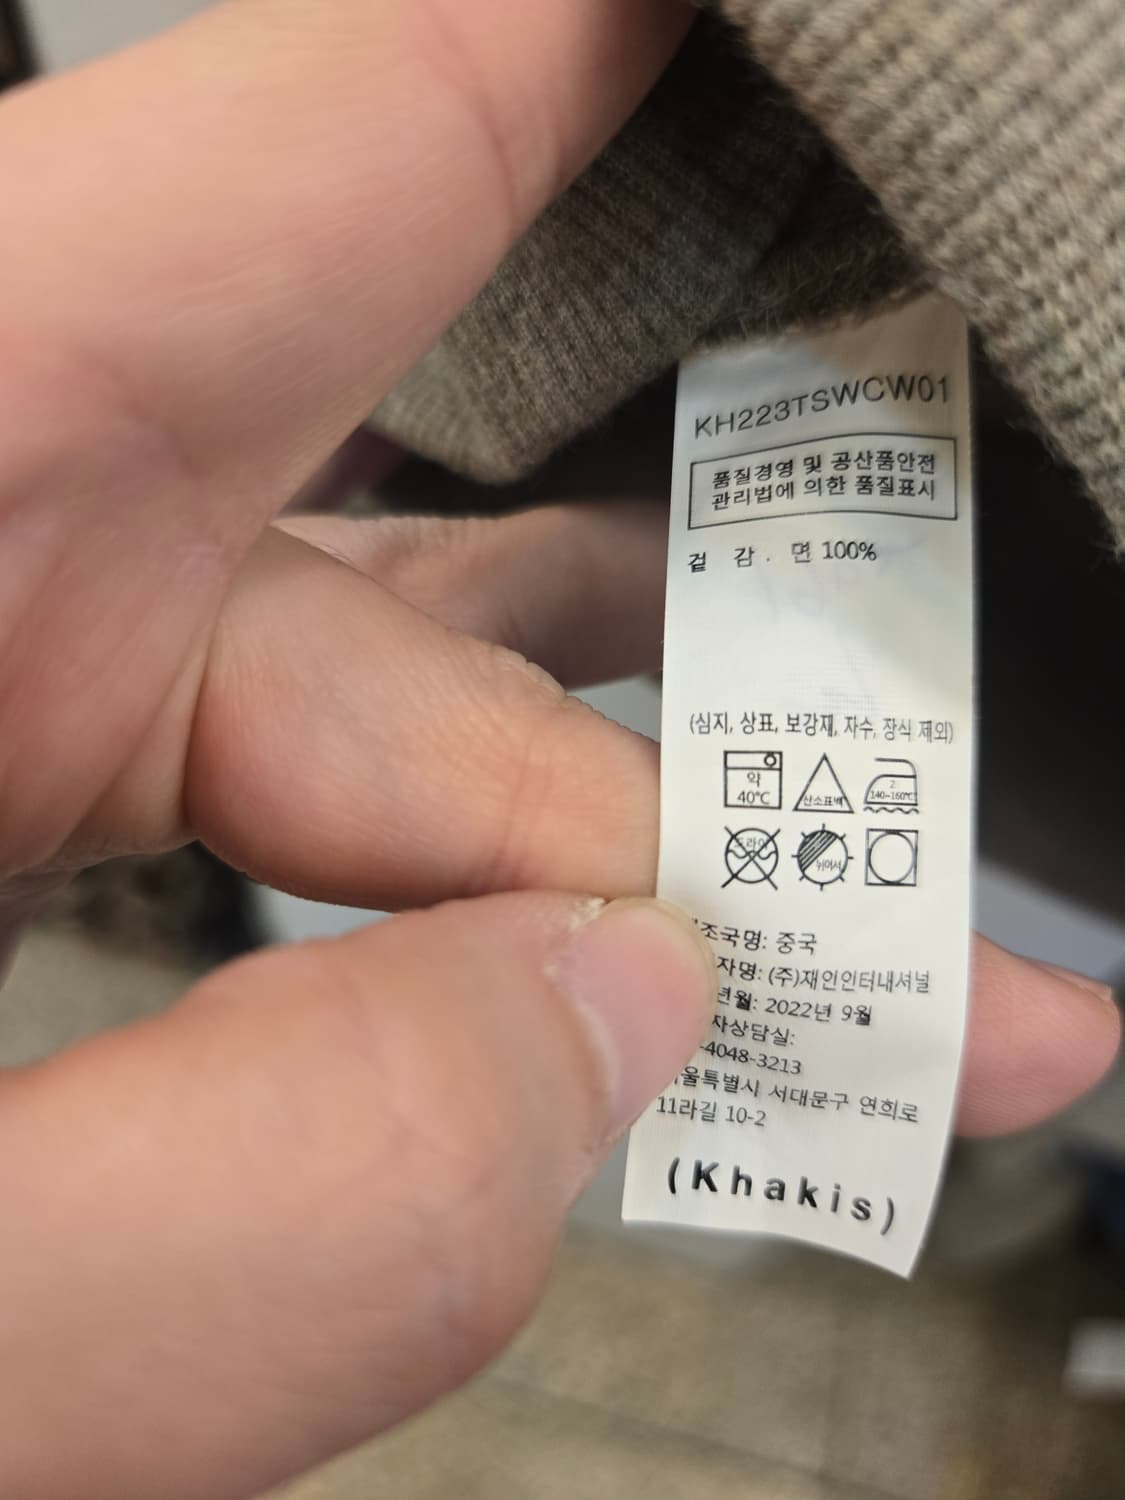 KH223TSWCW01
품질경영 및 공산품안전
관리법에 의한 품질표시
겉 감 . 면 100%
(심지, 상표, 보강재, 자수, 장식 제외)
약
40℃
산소표백
2.
140~160℃
드라이
뉘어서
조국명: 중국
자명: (주)재인인터내셔널
년월: 2022년 9월
자상담실:
-4048-3213
울특별시 서대문구 연희로
11라길 10-2
(Khakis)